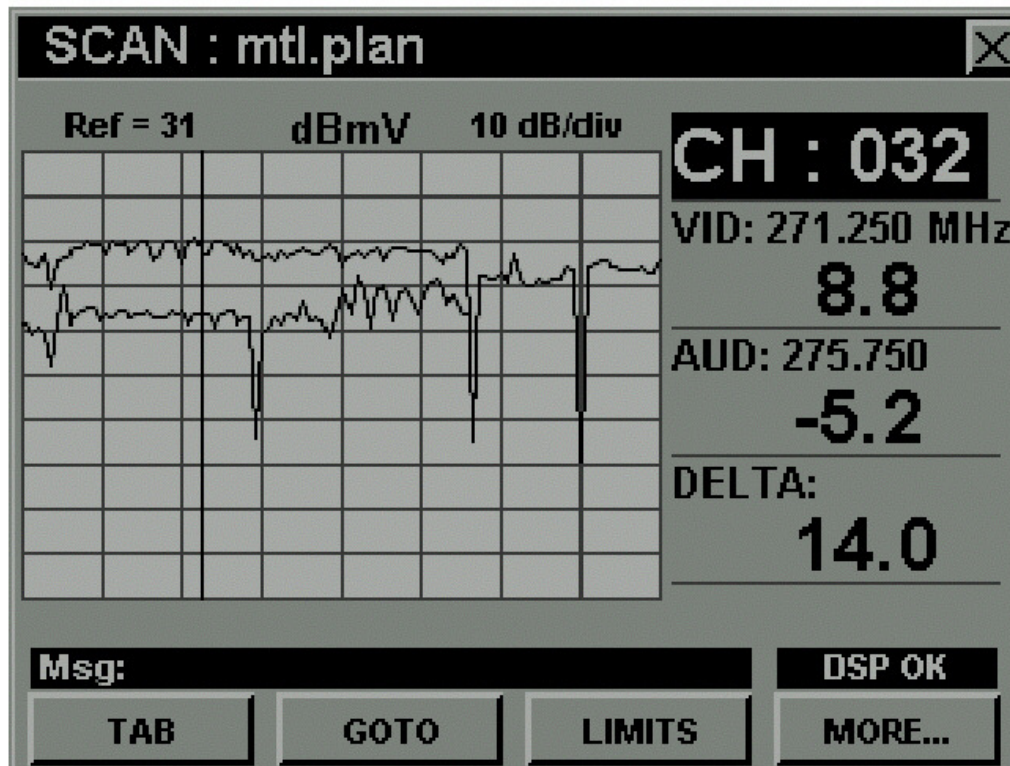 SCAN : mtl.plan
Ref = 31 dBmV 10 dB/div
CH : 032
VID: 271.250 MHz
8.8
AUD: 275.750
-5.2
DELTA:
14.0
Msg: DSP OK
TAB GOTO LIMITS MORE...